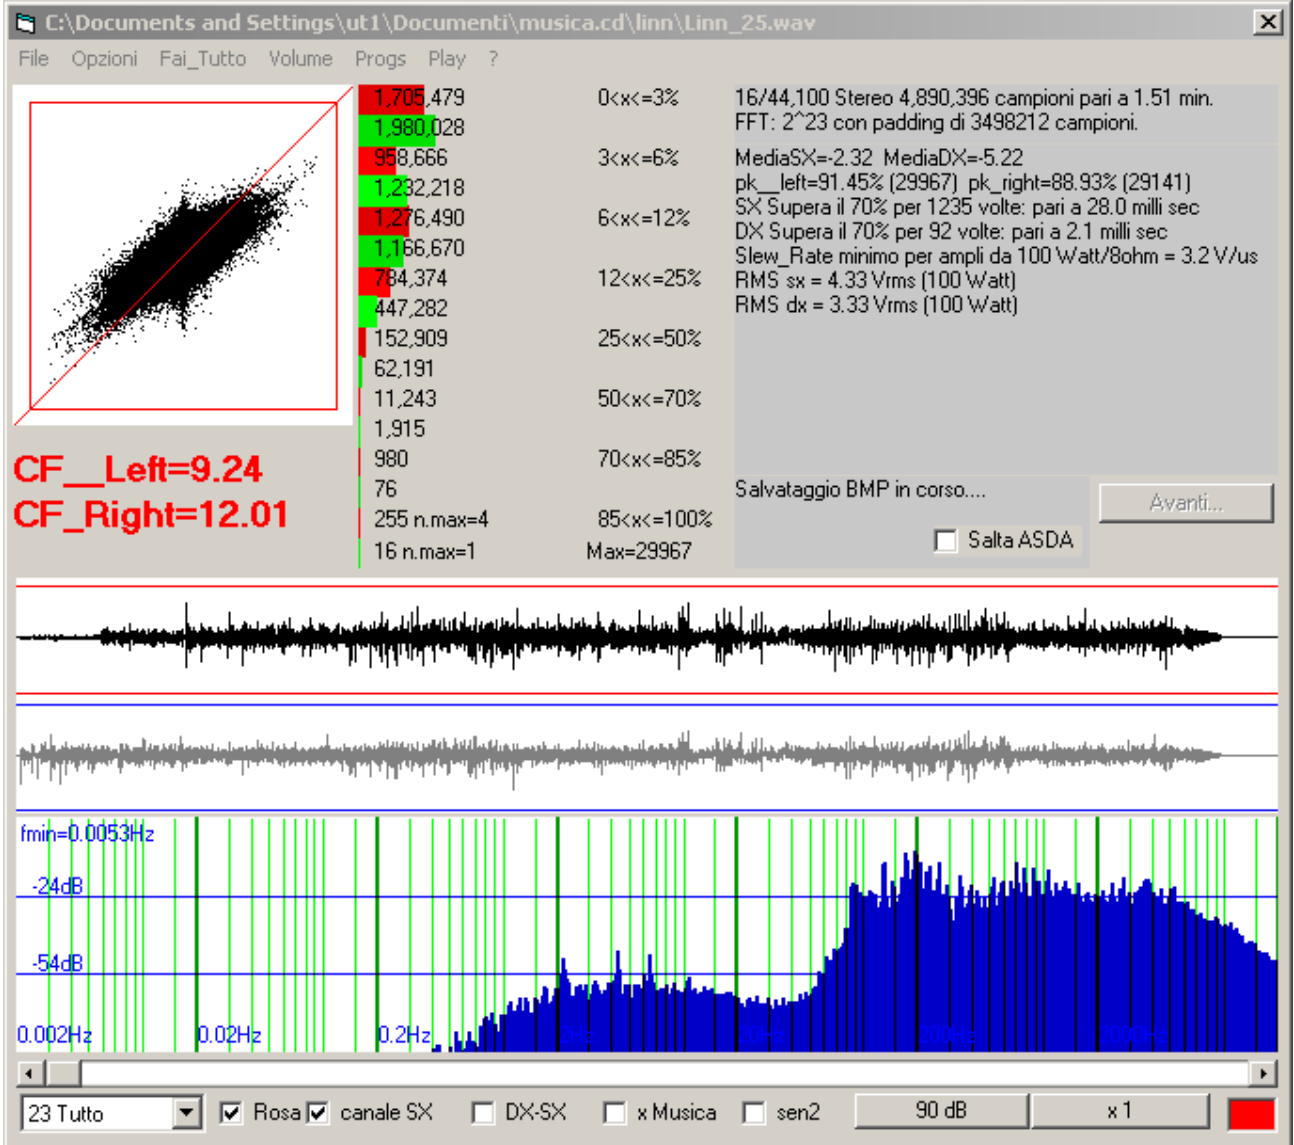 C:\Documents and Settings\ut1\Documenti\musica.cd\linn\Linn_25.wav
File Opzioni Fai_Tutto Volume Progs Play ?
1,705,479 0<x<=3%
1,980,028
958,666 3<x<=6%
1,232,218
1,276,490 6<x<=12%
1,166,670
784,374 12<x<=25%
447,282
152,909 25<x<=50%
62,191
11,243 50<x<=70%
1,915
980 70<x<=85%
76
255 n.max=4 85<x<=100%
16 n.max=1 Max=29967
16/44,100 Stereo 4,890,396 campioni pari a 1.51 min.
FFT: 2^23 con padding di 3498212 campioni.
MediaSX=-2.32 MediaDX=-5.22
pk__left=91.45% (29967) pk_right=88.93% (29141)
SX Supera il 70% per 1235 volte: pari a 28.0 milli sec
DX Supera il 70% per 92 volte: pari a 2.1 milli sec
Slew_Rate minimo per ampli da 100 Watt/8ohm = 3.2 V/us
RMS sx = 4.33 Vrms (100 Watt)
RMS dx = 3.33 Vrms (100 Watt)
CF__Left=9.24
CF_Right=12.01
Salvataggio BMP in corso....
Avanti...
Salta ASDA
fmin=0.0053Hz
-24dB
-54dB
0.002Hz 0.02Hz 0.2Hz 2Hz 20Hz 200Hz 2000Hz
23 Tutto Rosa canale SX DX-SX x Musica sen2 90 dB x 1